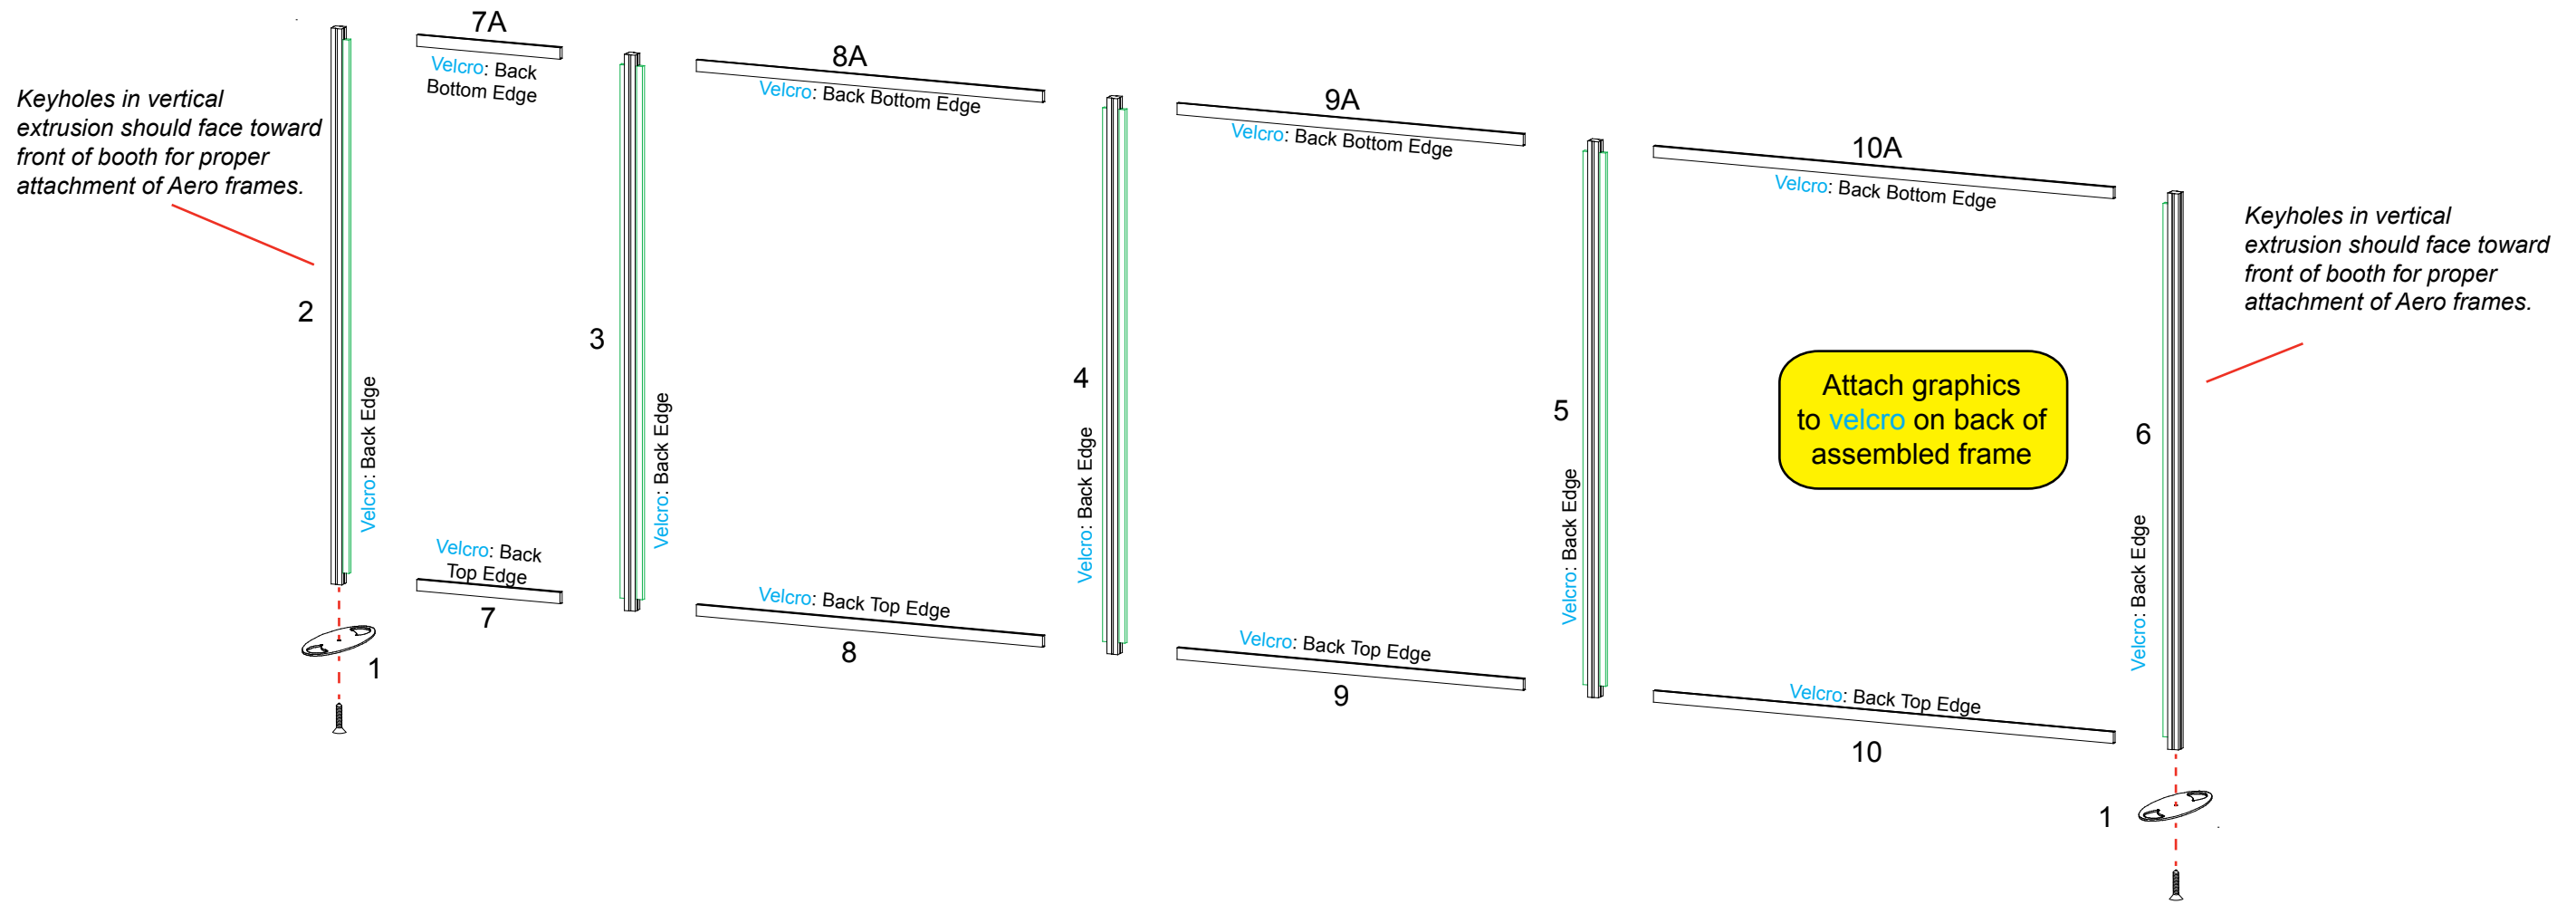 7A
Velcro: Back
Bottom Edge
8A
Velcro: Back Bottom Edge
9A
Velcro: Back Bottom Edge
10A
Velcro: Back Bottom Edge
Keyholes in vertical
extrusion should face toward
front of booth for proper
attachment of Aero frames.
Keyholes in vertical
extrusion should face toward
front of booth for proper
attachment of Aero frames.
2
Velcro: Back Edge
3
Velcro: Back Edge
4
Velcro: Back Edge
5
Velcro: Back Edge
Attach graphics
to velcro on back of
assembled frame
6
Velcro: Back Edge
Velcro: Back
Top Edge
7
Velcro: Back Top Edge
8
Velcro: Back Top Edge
9
Velcro: Back Top Edge
10
1
1